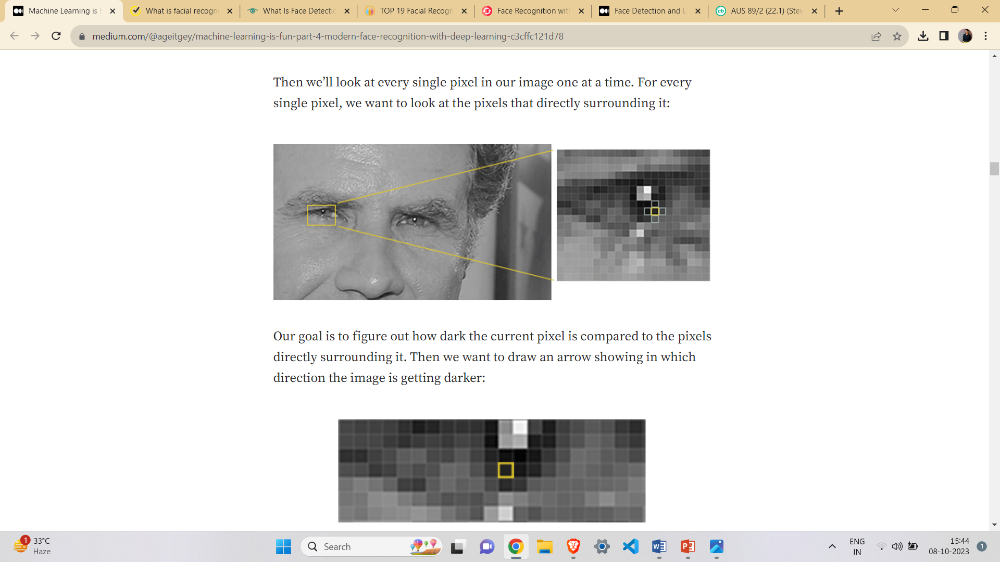 Machine Learning is F
What is facial recogni
What Is Face Detectio
TOP 19 Facial Recogn
Face Recognition with
Face Detection and L
cb
AUS 89/2 (22.1) (Stev
medium.com/@ageitgey/machine-learning-is-fun-part-4-modern-face-recognition-with-deep-learning-c3cffc121d78
Then we’ll look at every single pixel in our image one at a time. For every
single pixel, we want to look at the pixels that directly surrounding it:
Our goal is to figure out how dark the current pixel is compared to the pixels
directly surrounding it. Then we want to draw an arrow showing in which
direction the image is getting darker:
1
33°C
Haze
Search
ENG
IN
15:44
08-10-2023
1